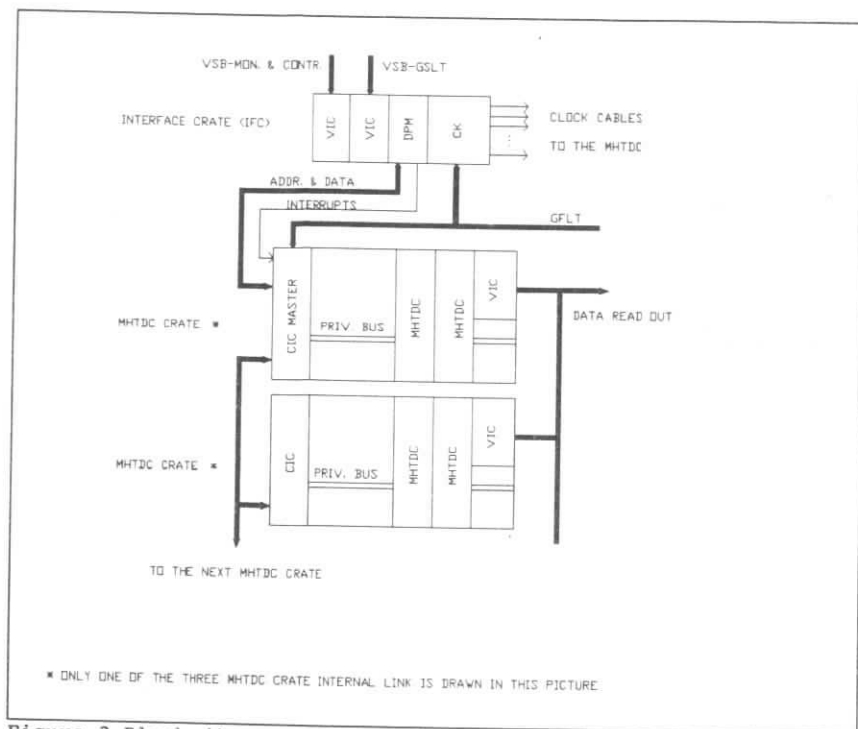 VSB-MON. & CONTR.
VSB-GSLT
INTERFACE CRATE (IFC)
VIC
VIC
DPM
CK
CLOCK CABLES
TO THE MHTDC
ADDR. & DATA
INTERRUPTS
GFLT
CIC MASTER
PRIV. BUS
MHTDC
MHTDC
VIC
MHTDC CRATE *
DATA READ OUT
CIC
PRIV. BUS
MHTDC
MHTDC
VIC
MHTDC CRATE *
TO THE NEXT MHTDC CRATE
* ONLY ONE OF THE THREE MHTDC CRATE INTERNAL LINK IS DRAWN IN THIS PICTURE